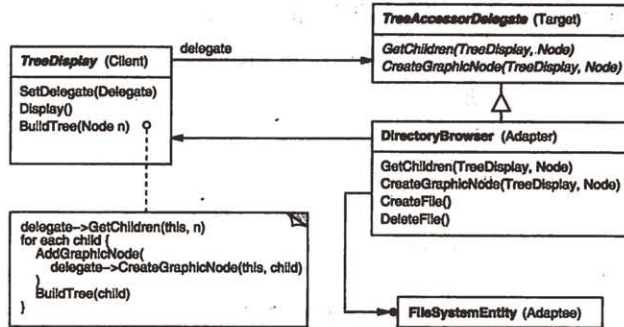 TreeAccessorDelegate (Target)
GetChildren(TreeDisplay, Node)
CreateGraphicNode(TreeDisplay, Node)
delegate
TreeDisplay (Client)
SetDelegate(Delegate)
Display()
BuildTree(Node n)
DirectoryBrowser (Adapter)
GetChildren(TreeDisplay, Node)
CreateGraphicNode(TreeDisplay, Node)
CreateFile()
DeleteFile()
delegate->GetChildren(this, n)
for each child {
AddGraphicNode(
delegate->CreateGraphicNode(this, child)
)
BuildTree(child)
}
FileSystemEntity (Adaptee)